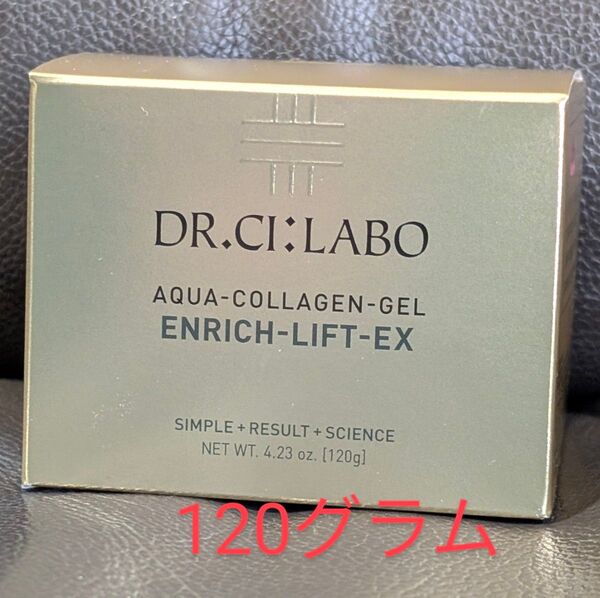 DR.CI:LABO
AQUA-COLLAGEN-GEL
ENRICH-LIFT-EX
SIMPLE + RESULT + SCIENCE
NET WT. 4.23 oz. [120g]
120グラム